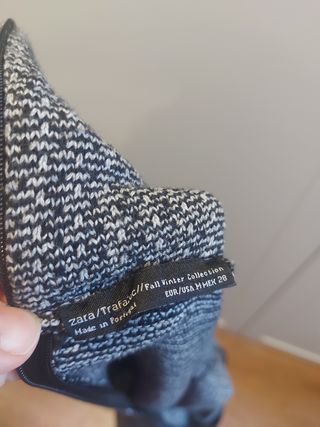 Zara/Trafaluc//Fall Winter Collection
Made in Portugal EUR/USA M MEX 28